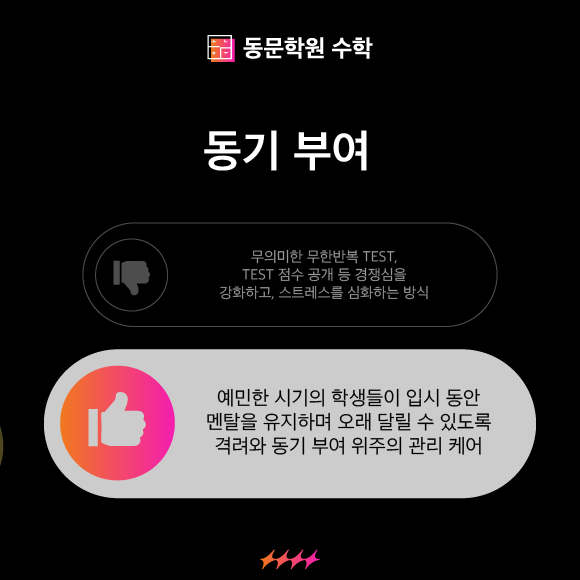 동문학원 수학
동기 부여
무의미한 무한반복 TEST,
TEST 점수 공개 등 경쟁심을
강화하고, 스트레스를 심화하는 방식
예민한 시기의 학생들이 입시 동안
멘탈을 유지하며 오래 달릴 수 있도록
격려와 동기 부여 위주의 관리 케어